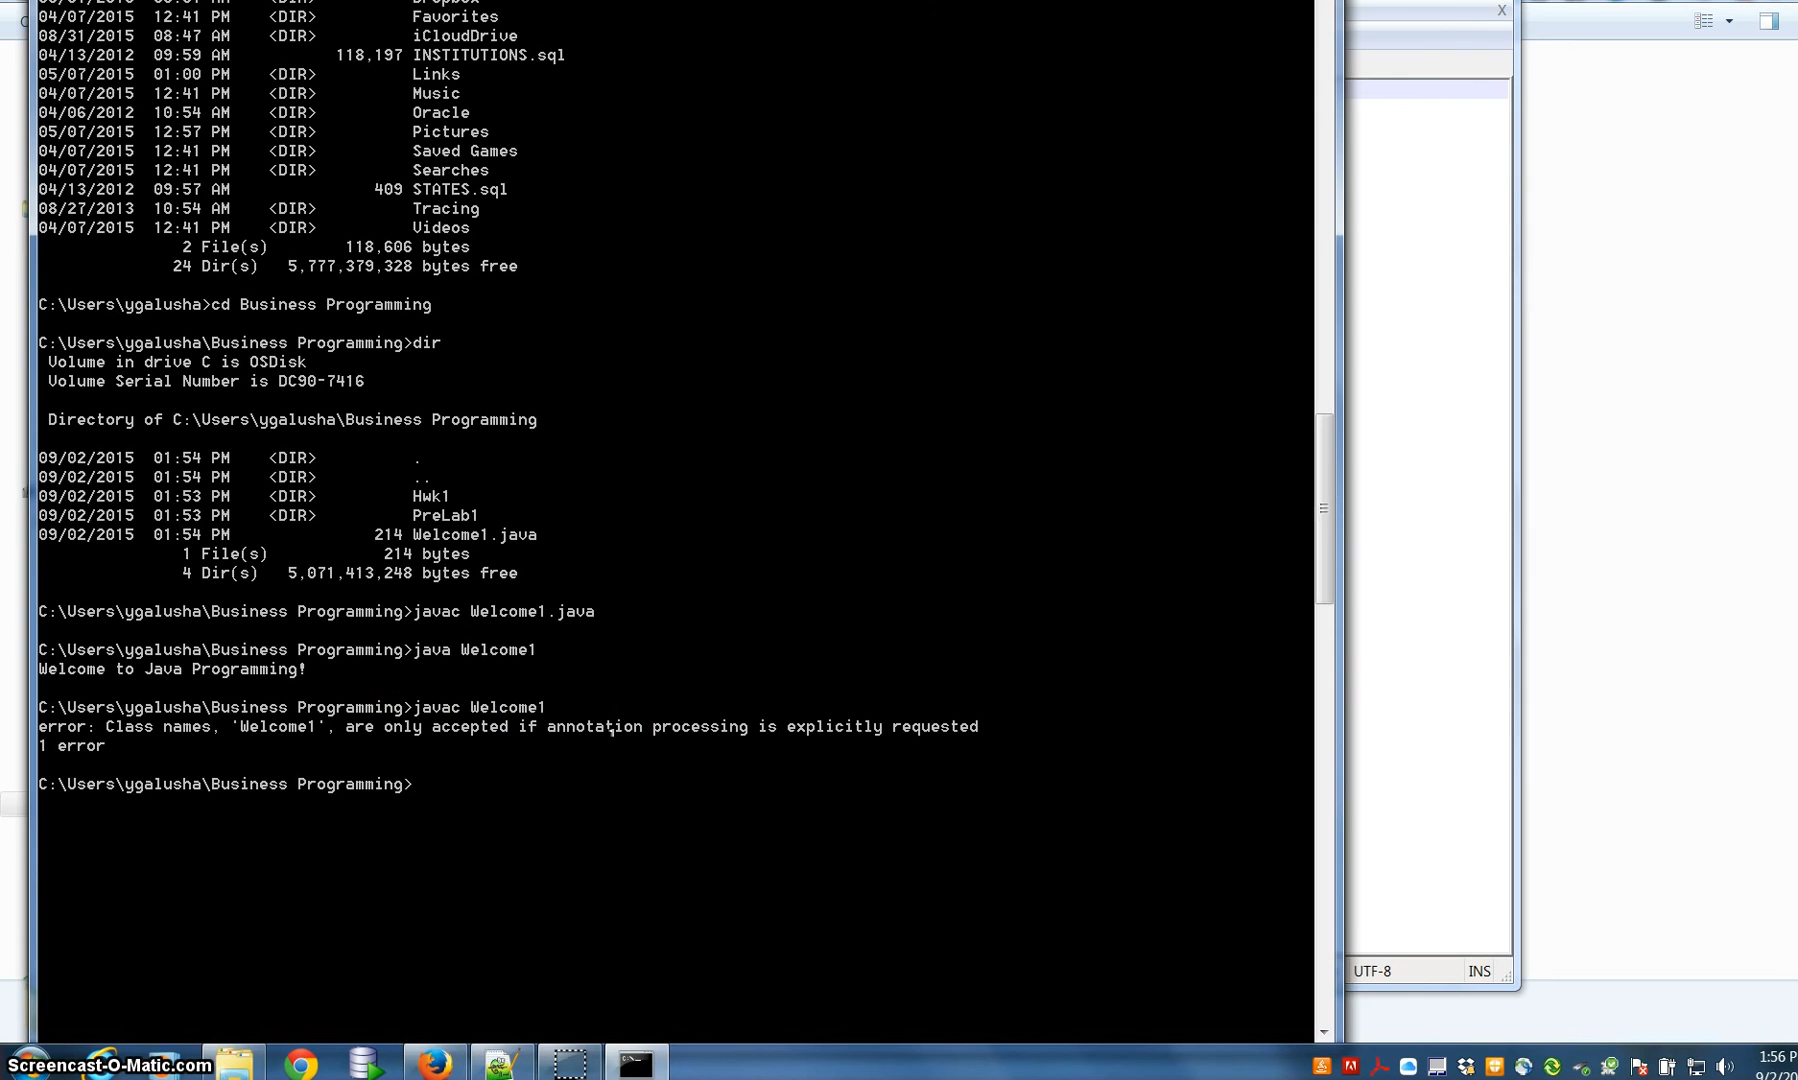 04/07/2015  12:41 PM    <DIR>          Favorites
08/31/2015  08:47 AM    <DIR>          iCloudDrive
04/13/2012  09:59 AM           118,197 INSTITUTIONS.sql
05/07/2015  01:00 PM    <DIR>          Links
04/07/2015  12:41 PM    <DIR>          Music
04/06/2012  10:54 AM    <DIR>          Oracle
05/07/2015  12:57 PM    <DIR>          Pictures
04/07/2015  12:41 PM    <DIR>          Saved Games
04/07/2015  12:41 PM    <DIR>          Searches
04/13/2012  09:57 AM               409 STATES.sql
08/27/2013  10:54 AM    <DIR>          Tracing
04/07/2015  12:41 PM    <DIR>          Videos
2 File(s)        118,606 bytes
24 Dir(s)   5,777,379,328 bytes free
C:\Users\ygalusha>cd Business Programming
C:\Users\ygalusha\Business Programming>dir
Volume in drive C is OSDisk
Volume Serial Number is DC90-7416
Directory of C:\Users\ygalusha\Business Programming
09/02/2015  01:54 PM    <DIR>          .
09/02/2015  01:54 PM    <DIR>          ..
09/02/2015  01:53 PM    <DIR>          Hwk1
09/02/2015  01:53 PM    <DIR>          PreLab1
09/02/2015  01:54 PM               214 Welcome1.java
1 File(s)            214 bytes
4 Dir(s)   5,071,413,248 bytes free
C:\Users\ygalusha\Business Programming>javac Welcome1.java
C:\Users\ygalusha\Business Programming>java Welcome1
Welcome to Java Programming!
C:\Users\ygalusha\Business Programming>javac Welcome1
error: Class names, 'Welcome1', are only accepted if annotation processing is explicitly requested
1 error
C:\Users\ygalusha\Business Programming>
UTF-8 INS
Screencast-O-Matic.com
1:56 P
9/2/20